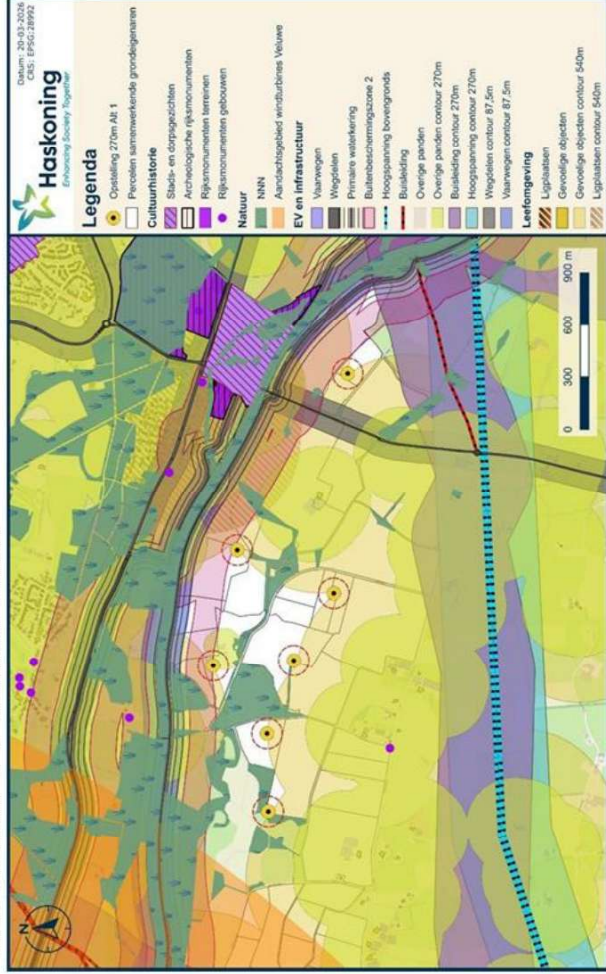 Datum: 20-03-2026
CRS: EPSG:28992
Haskoning
Enhancing Society Together
Legenda
Opstelling 270m Alt 1
Percelen samenwerkende grondeigenaren
Cultuurhistorie
Stads- en dorpsgezichten
Archeologische rijksmonumenten
Rijksmonumenten terreinen
Rijksmonumenten gebouwen
Natuur
NNN
Aandachtsgebied windturbines Veluwe
EV en infrastructuur
Vaarwegen
Wegdelen
Primaire waterkering
Buitenbeschermingszone 2
Hoogspanning bovengronds
Buisleiding
Overige panden
Overige panden contour 270m
Buisleiding contour 270m
Hoogspanning contour 270m
Wegdelen contour 87,5m
Vaarwegen contour 87,5m
Leefomgeving
Ligplaatsen
Gevoelige objecten
Gevoelige objecten contour 540m
Ligplaatsen contour 540m
N
0 300 600 900 m